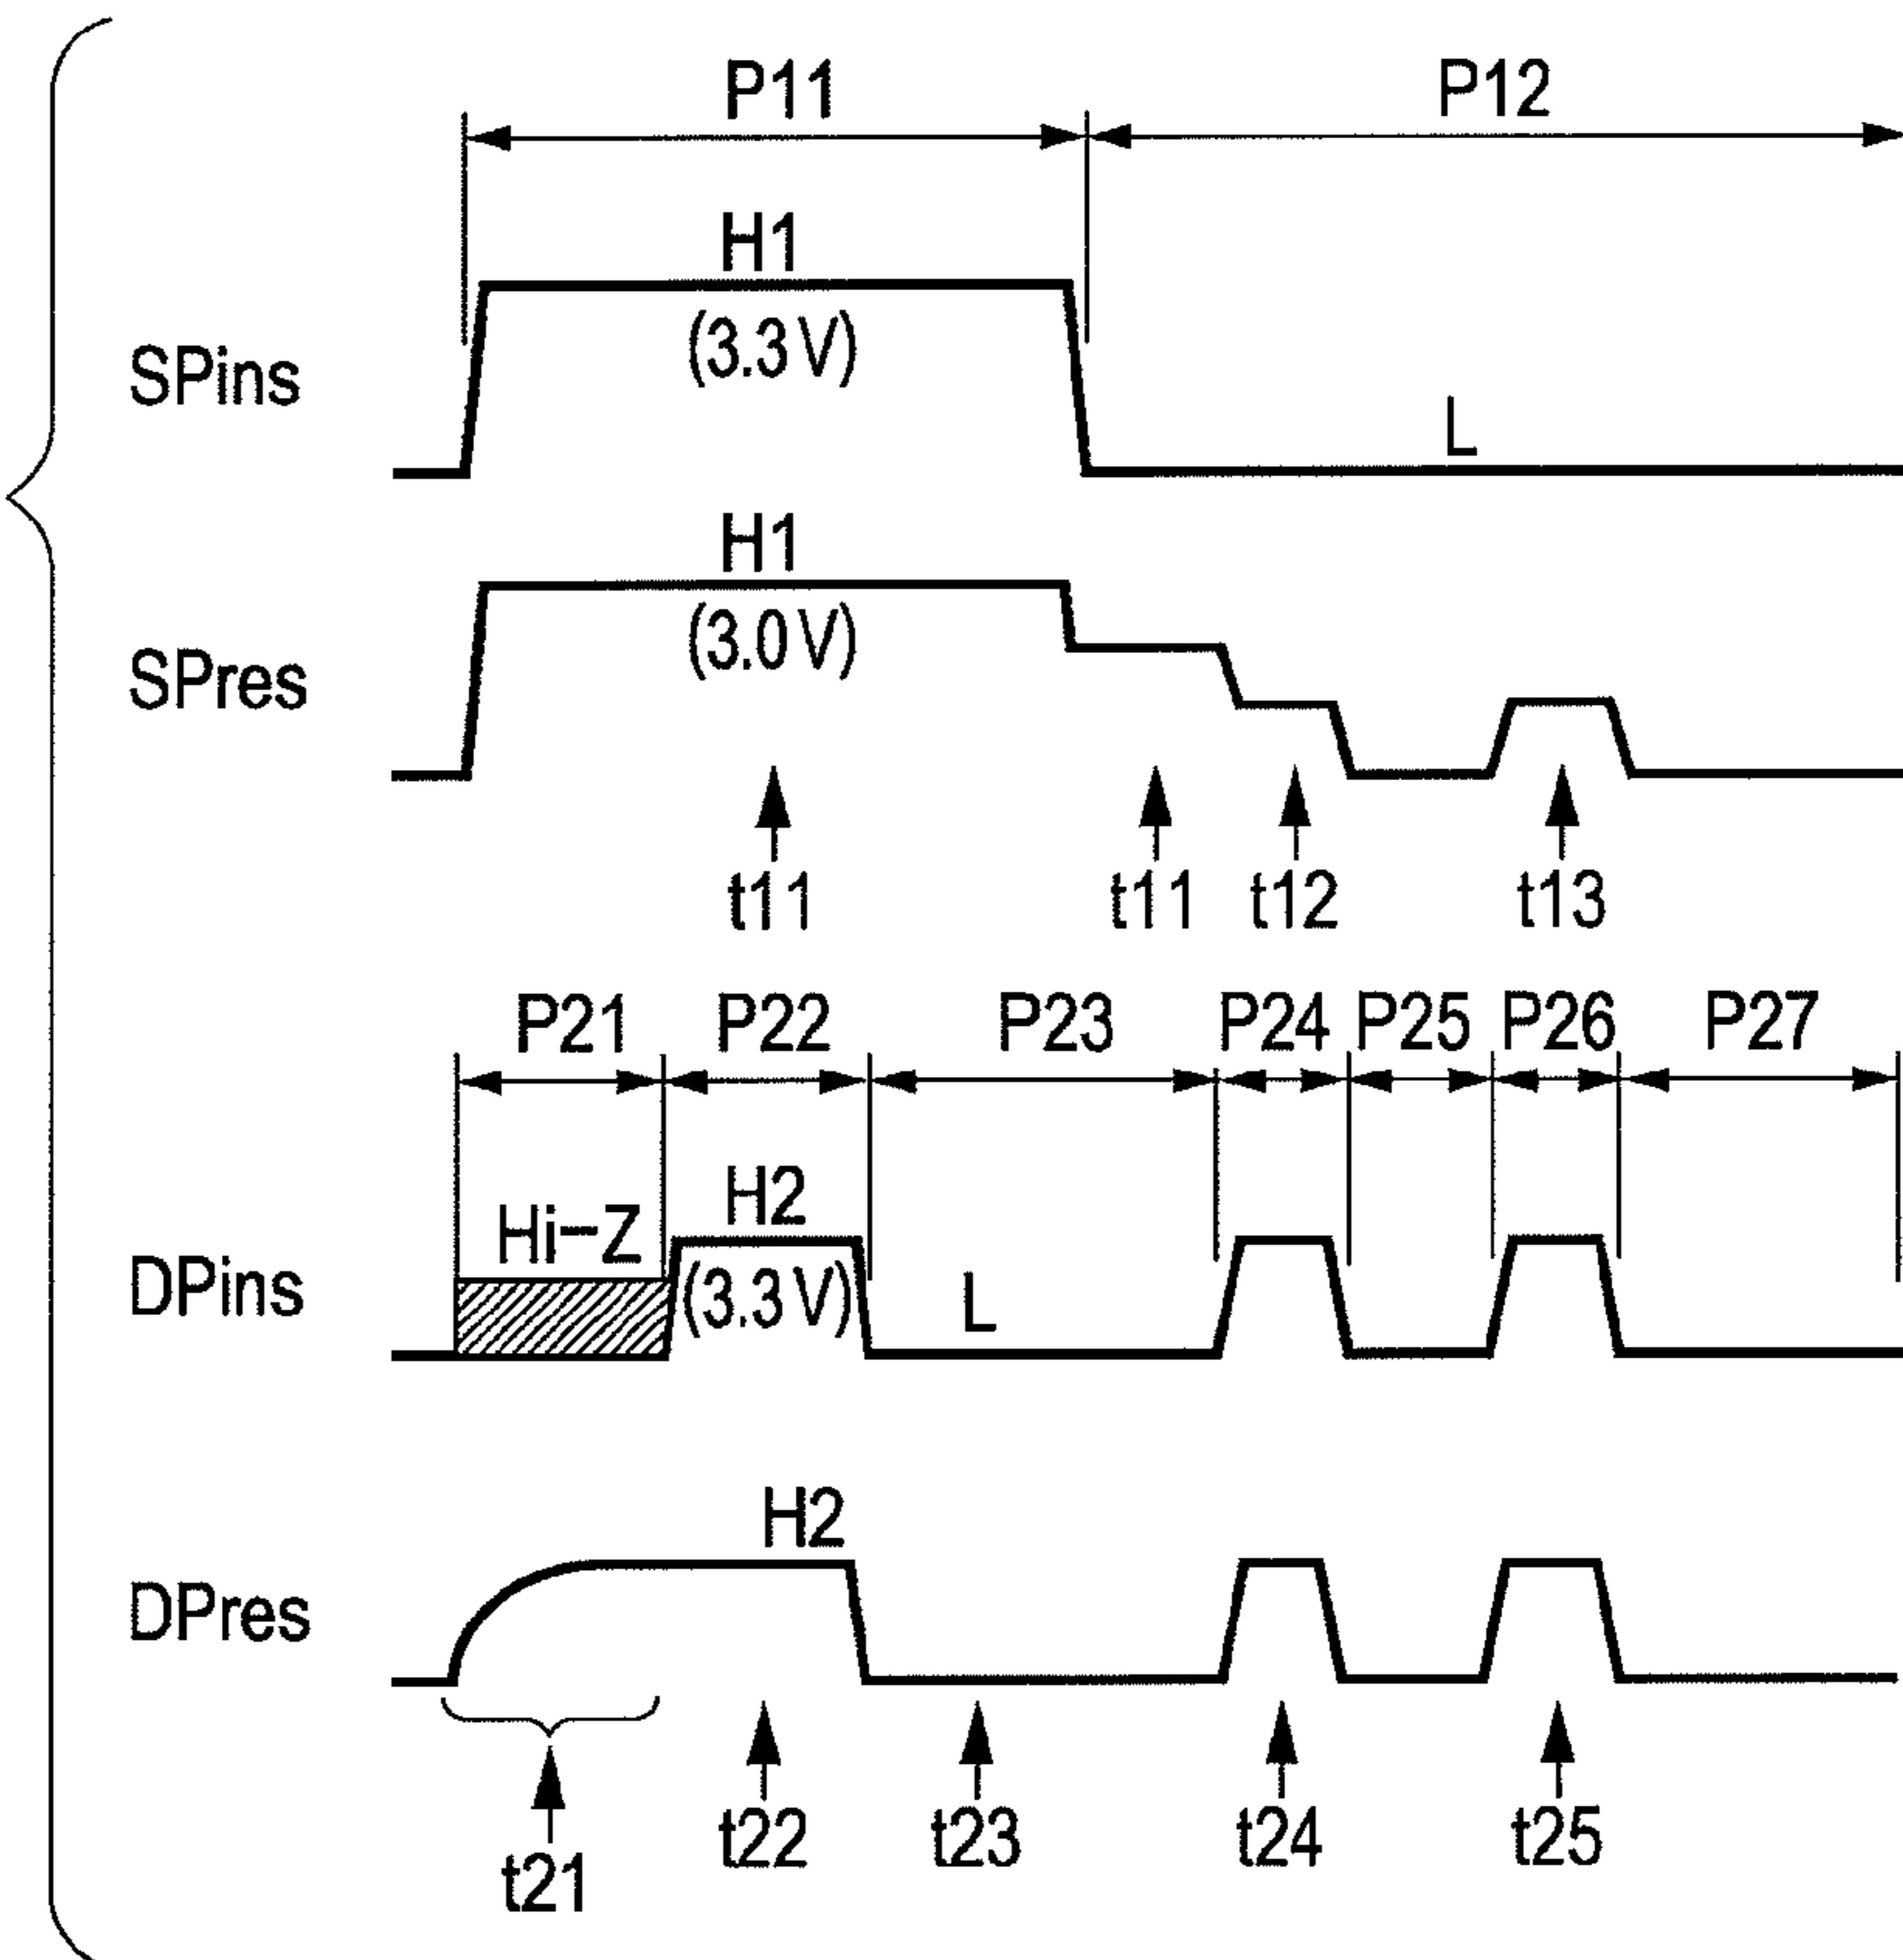 P11 P12
H1
(3.3 V)
SPins
L
H1
(3.0 V)
SPres
t11 t11 t12 t13
P21 P22 P23 P24 P25 P26 P27
H2
Hi-Z
(3.3 V)
DPins
L
H2
DPres
t22 t23 t24 t25
t21